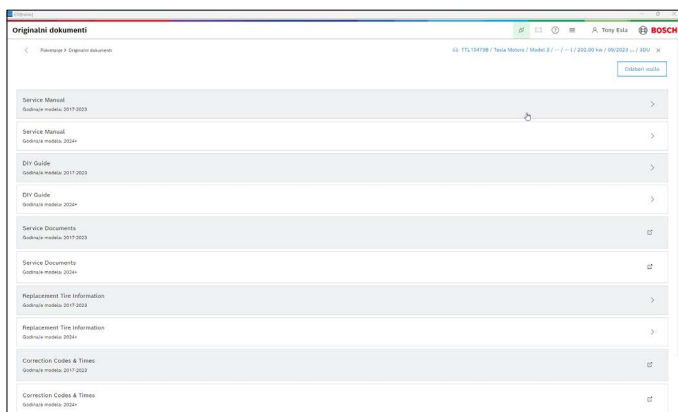 Originalni dokumenti
Tony Esla
BOSCH
Polverzioje > Originalni dokumenti
TTL104798 / Tesla Motors / Model 3 / -- / -- ( / 202.00 kw / 09/2023 ... / 3DU
Odaberi vozilo
Service Manual
Godina/e modela: 2017-2023
Service Manual
Godina/e modela: 2024+
DIY Guide
Godina/e modela: 2017-2023
DIY Guide
Godina/e modela: 2024+
Service Documents
Godina/e modela: 2017-2023
Service Documents
Godina/e modela: 2024+
Replacement Tire Information
Godina/e modela: 2017-2023
Replacement Tire Information
Godina/e modela: 2024+
Correction Codes & Times
Godina/e modela: 2017-2023
Correction Codes & Times
Godina/e modela: 2024+